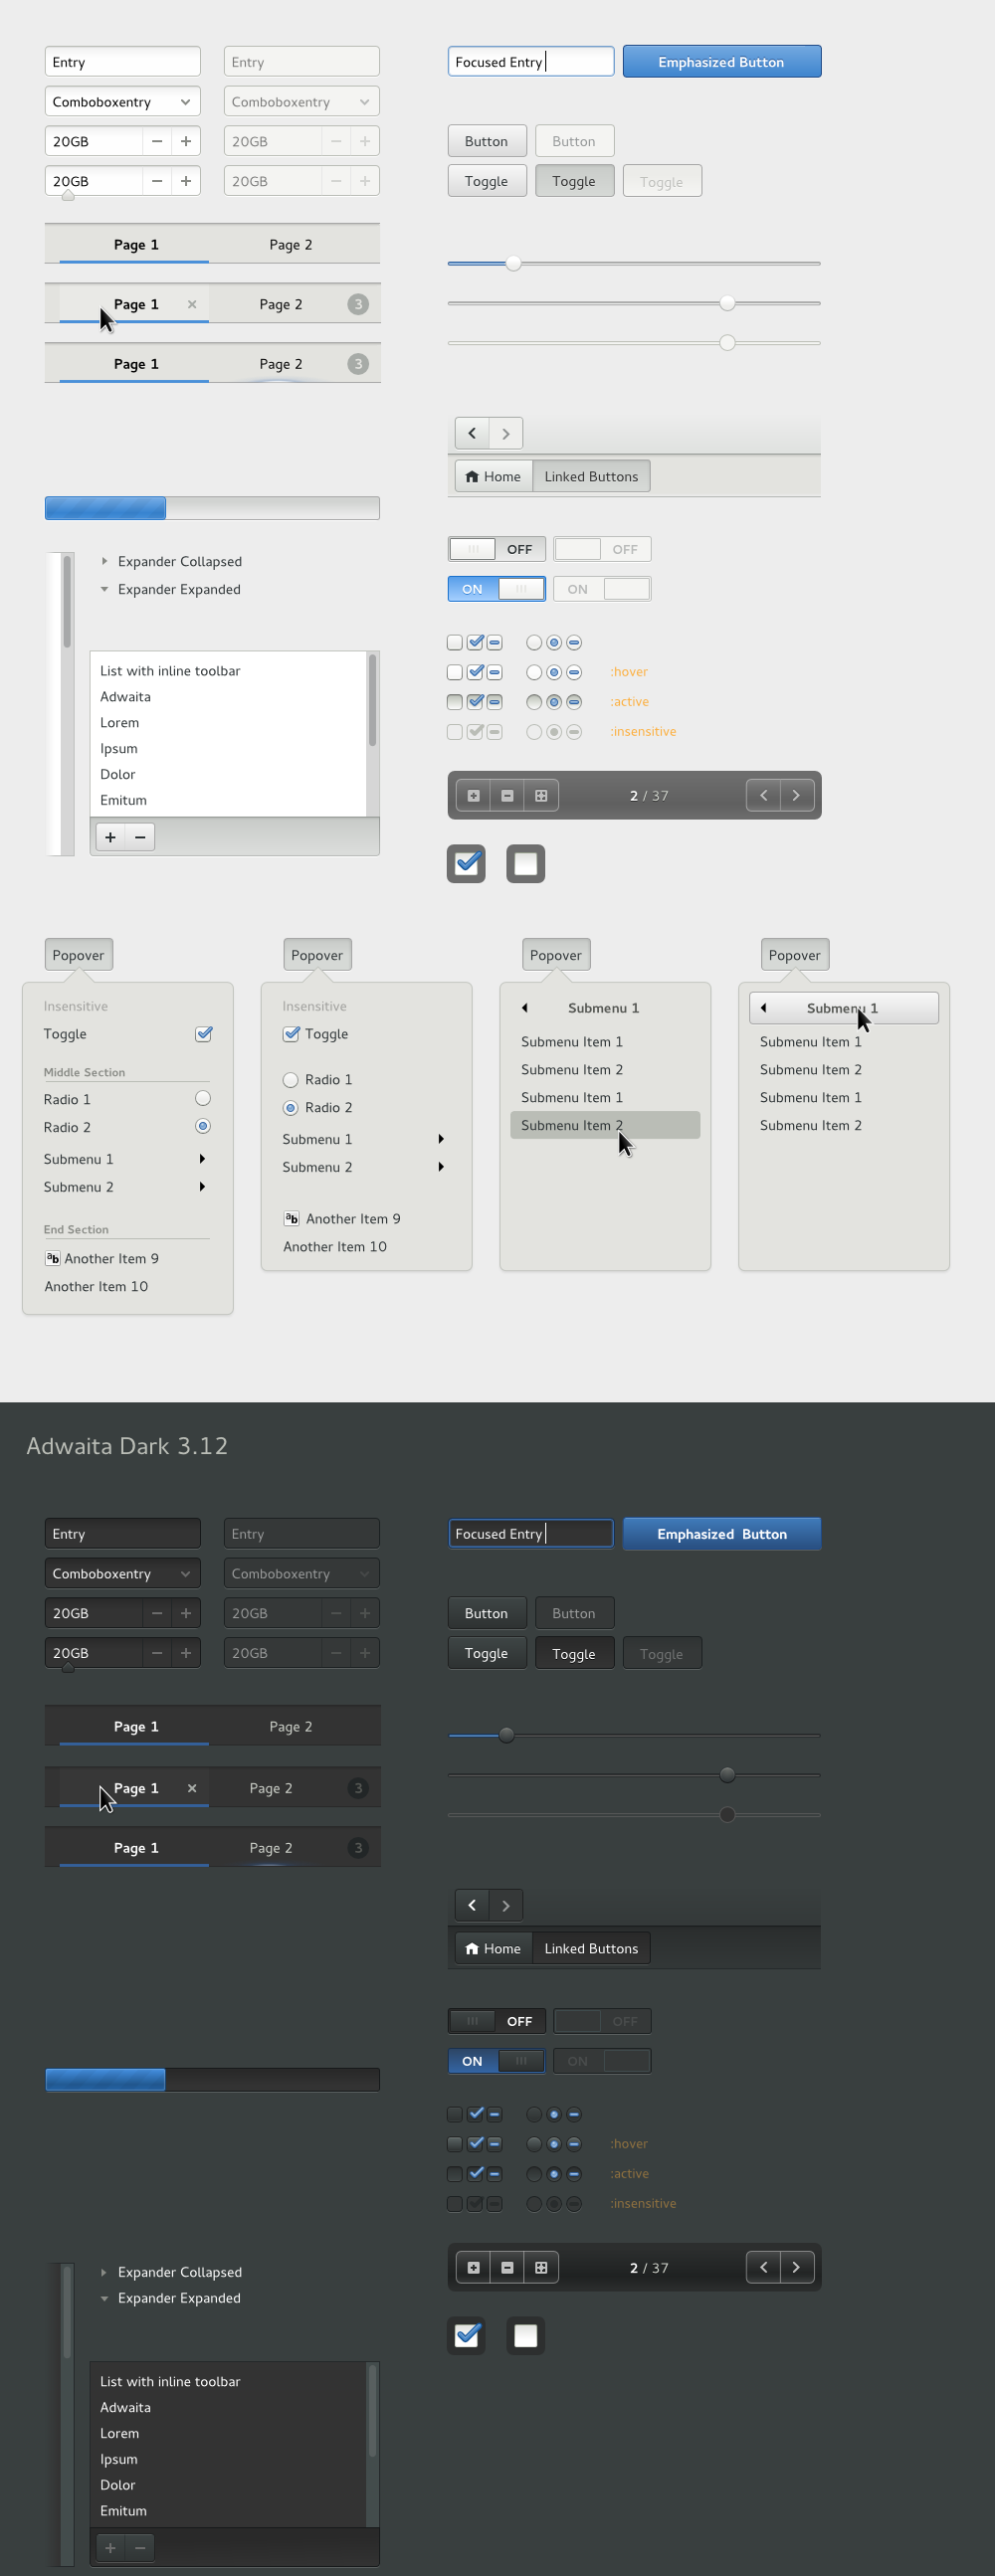 Entry Entry Focused Entry Emphasized Button
Comboboxentry Comboboxentry
20GB 20GB Button Button
20GB 20GB Toggle Toggle Toggle
Page 1 Page 2
Page 1 Page 2 3
Page 1 Page 2 3
Home Linked Buttons
OFF OFF
Expander Collapsed
Expander Expanded ON ON
List with inline toolbar :hover
Adwaita :active
Lorem :insensitive
Ipsum
Dolor
Emitum 2 / 37
Popover
Insensitive
Toggle
Middle Section
Radio 1
Radio 2
Submenu 1
Submenu 2
End Section
ab Another Item 9
Another Item 10
Popover
Insensitive
Toggle
Radio 1
Radio 2
Submenu 1
Submenu 2
ab Another Item 9
Another Item 10
Popover
Submenu 1
Submenu Item 1
Submenu Item 2
Submenu Item 1
Submenu Item 2
Popover
Submenu 1
Submenu Item 1
Submenu Item 2
Submenu Item 1
Submenu Item 2
Adwaita Dark 3.12
Entry Entry Focused Entry Emphasized Button
Comboboxentry Comboboxentry
20GB 20GB Button Button
20GB 20GB Toggle Toggle Toggle
Page 1 Page 2
Page 1 Page 2 3
Page 1 Page 2 3
Home Linked Buttons
OFF OFF
ON ON
:hover
:active
:insensitive
Expander Collapsed 2 / 37
Expander Expanded
List with inline toolbar
Adwaita
Lorem
Ipsum
Dolor
Emitum